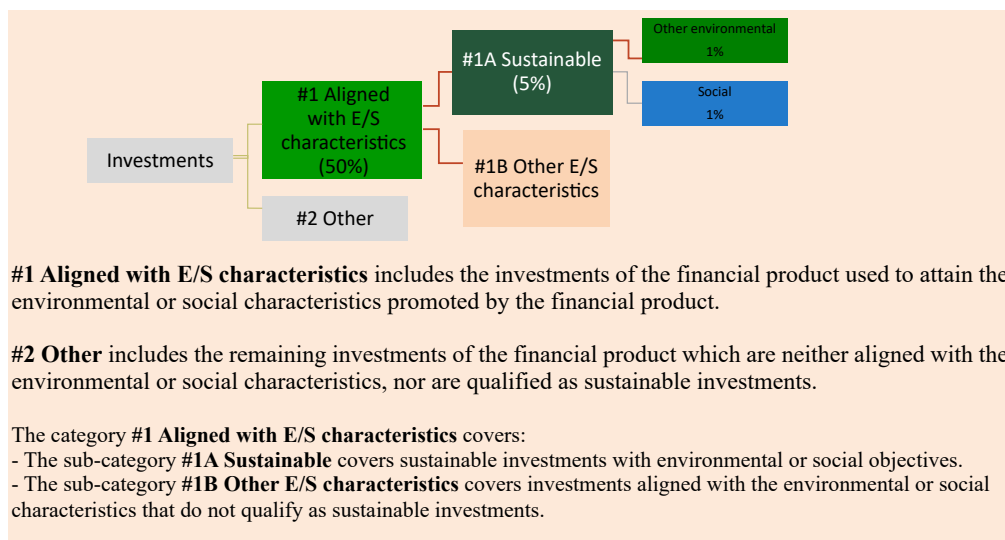 Other environmental
1%
#1A Sustainable
(5%)
Social
1%
#1 Aligned
with E/S
characteristics
(50%)
Investments
#1B Other E/S
characteristics
#2 Other
#1 Aligned with E/S characteristics includes the investments of the financial product used to attain the
environmental or social characteristics promoted by the financial product.
#2 Other includes the remaining investments of the financial product which are neither aligned with the
environmental or social characteristics, nor are qualified as sustainable investments.
The category #1 Aligned with E/S characteristics covers:
- The sub-category #1A Sustainable covers sustainable investments with environmental or social objectives.
- The sub-category #1B Other E/S characteristics covers investments aligned with the environmental or social
characteristics that do not qualify as sustainable investments.